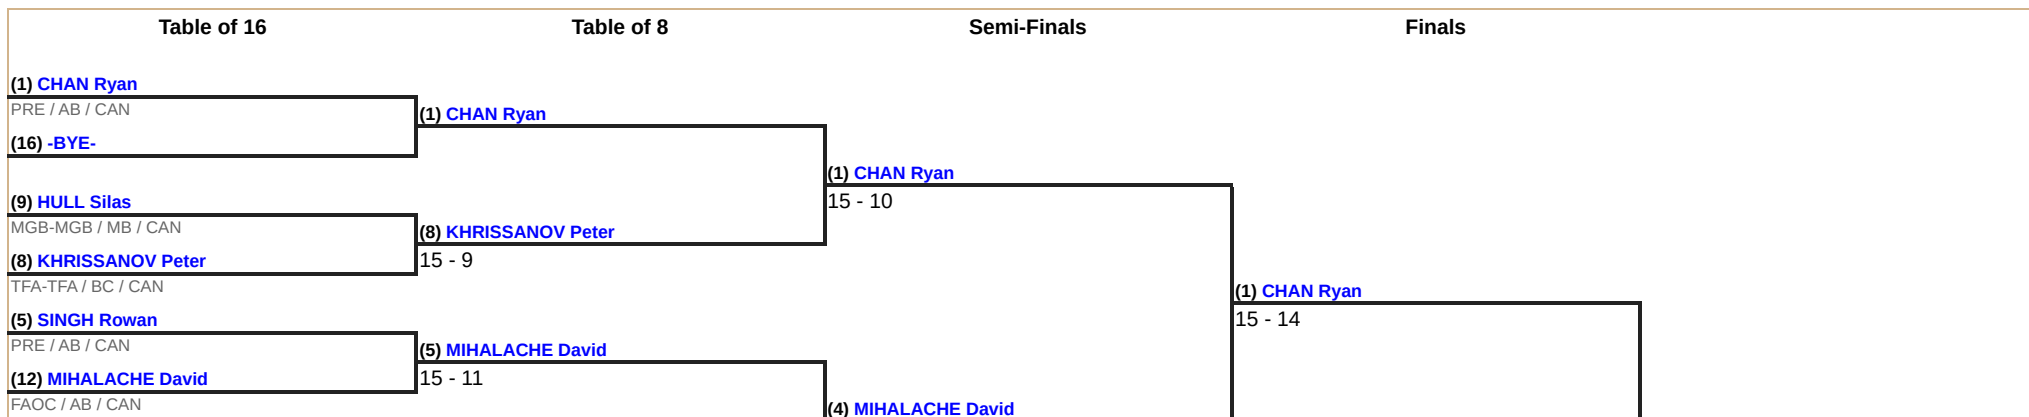 Table of 16
Table of 8
Semi-Finals
Finals
(1) CHAN Ryan
PRE / AB / CAN
(16) -BYE-
(9) HULL Silas
MGB-MGB / MB / CAN
(8) KHRISSANOV Peter
TFA-TFA / BC / CAN
(5) SINGH Rowan
PRE / AB / CAN
(12) MIHALACHE David
FAOC / AB / CAN
(1) CHAN Ryan
(8) KHRISSANOV Peter
15 - 9
(5) MIHALACHE David
15 - 11
(1) CHAN Ryan
15 - 10
(4) MIHALACHE David
(1) CHAN Ryan
15 - 14